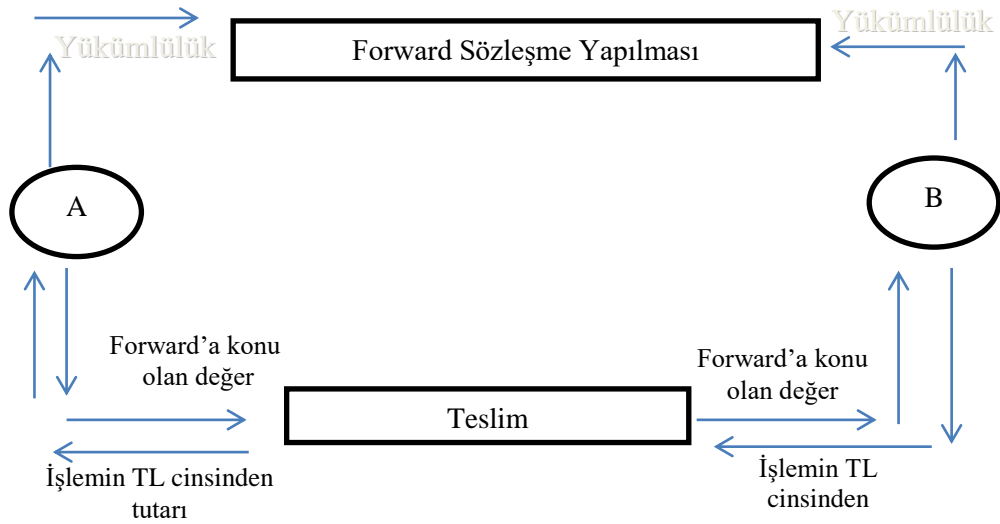 Yükümlülük
Forward Sözleşme Yapılması
Yükümlülük
A
B
Forward’a konu
olan değer
Forward’a konu
olan değer
Teslim
İşlemin TL cinsinden
tutarı
İşlemin TL
cinsinden